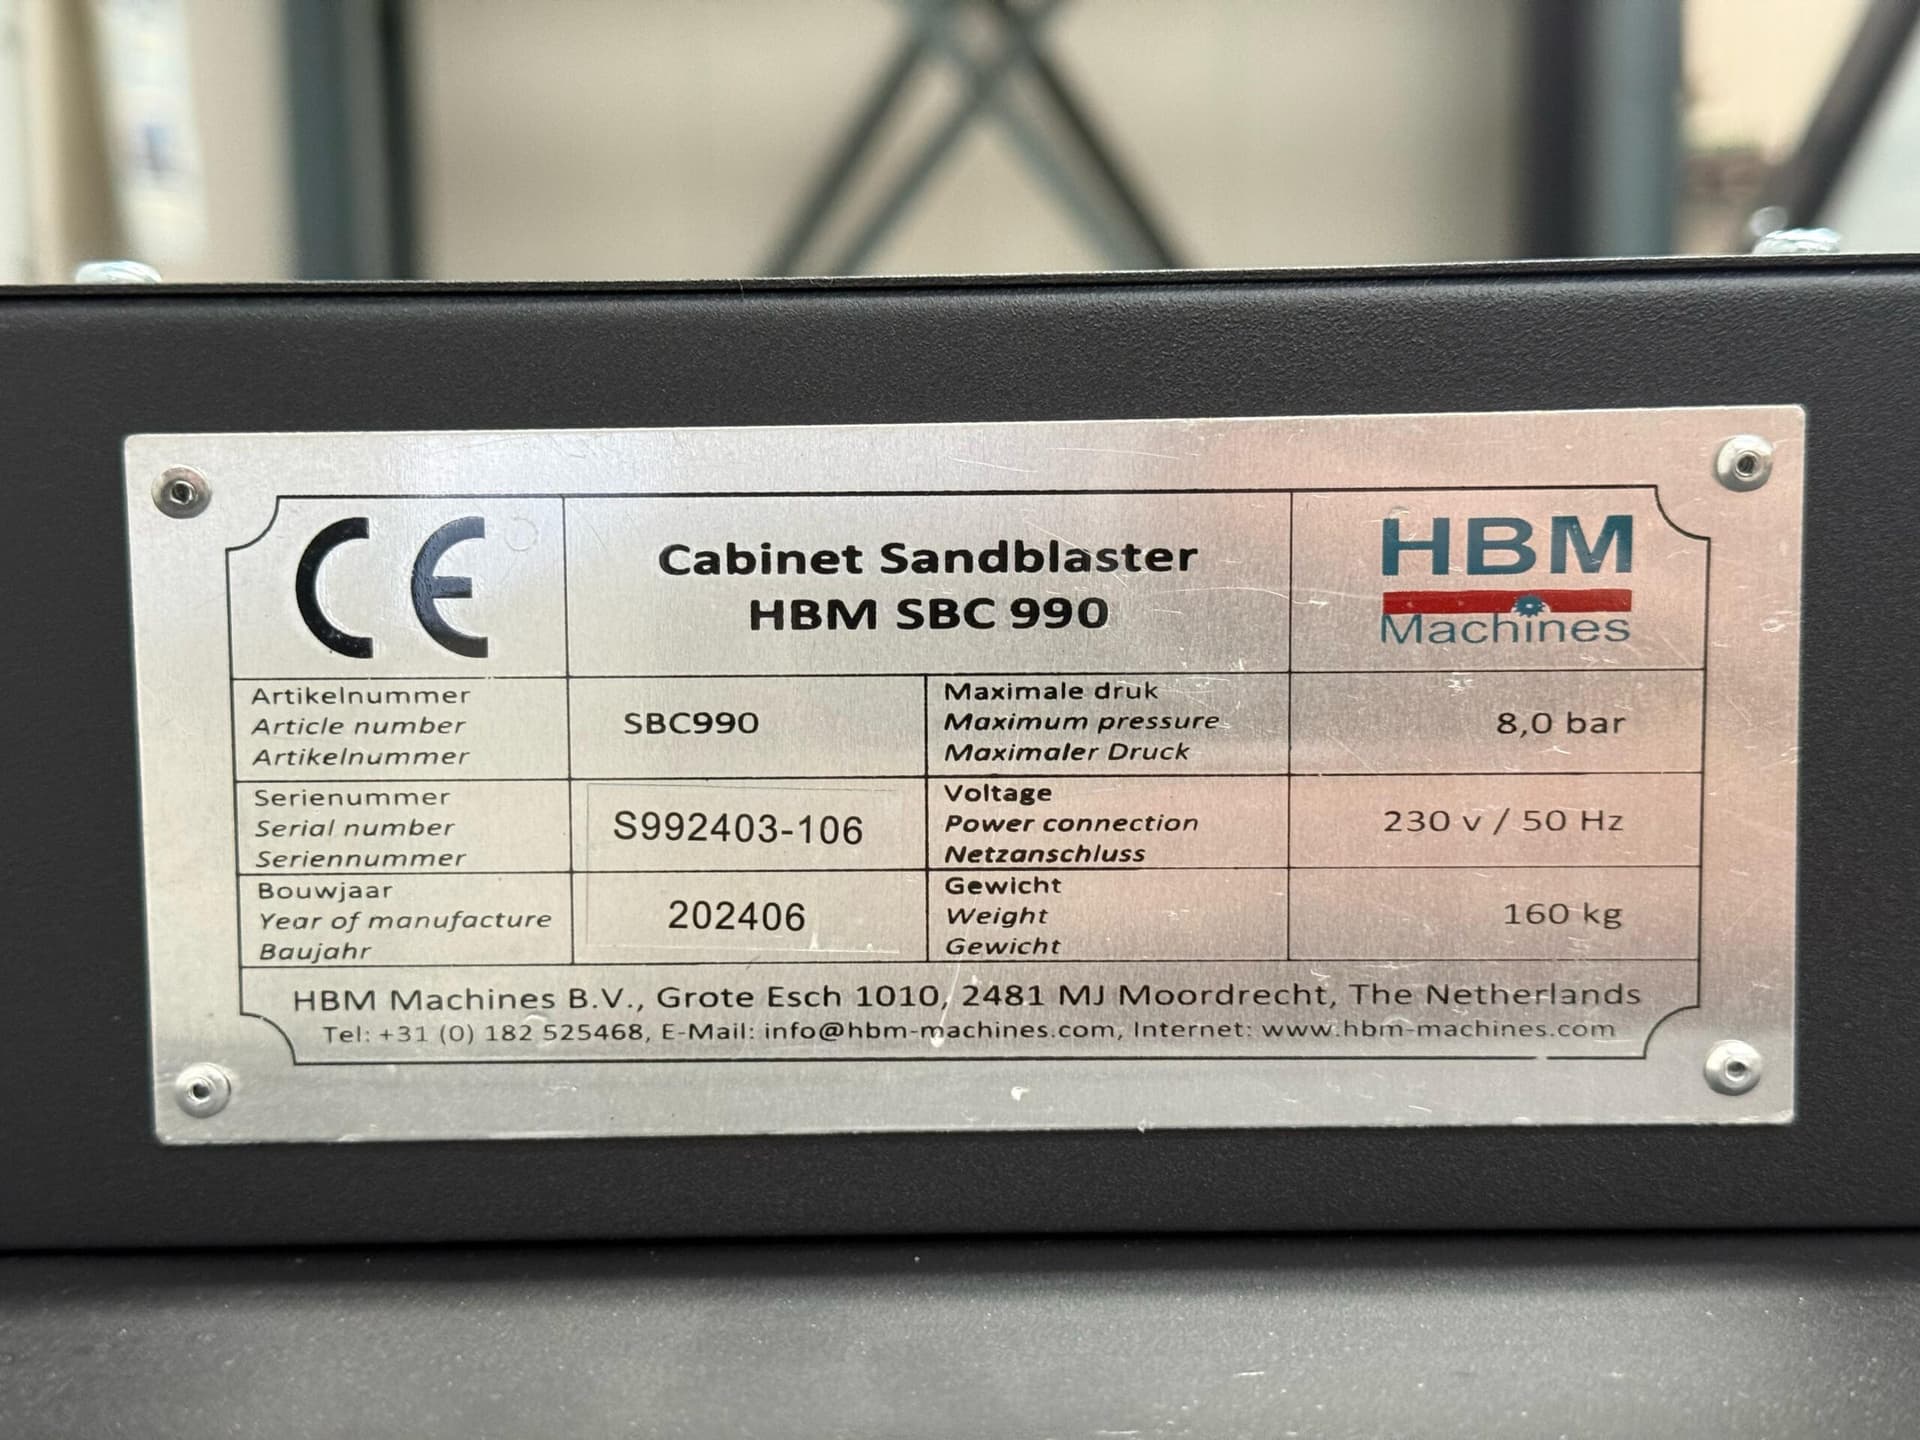 CE
Cabinet Sandblaster
HBM SBC 990
HBM
Machines
Artikelnummer
Article number
Artikelnummer
SBC990
Maximale druk
Maximum pressure
Maximaler Druck
8,0 bar
Serienummer
Serial number
Seriennummer
S992403-106
Voltage
Power connection
Netzanschluss
230 v / 50 Hz
Bouwjaar
Year of manufacture
Baujahr
202406
Gewicht
Weight
Gewicht
160 kg
HBM Machines B.V., Grote Esch 1010, 2481 MJ Moordrecht, The Netherlands
Tel: +31 (0) 182 525468, E-Mail: info@hbm-machines.com, Internet: www.hbm-machines.com